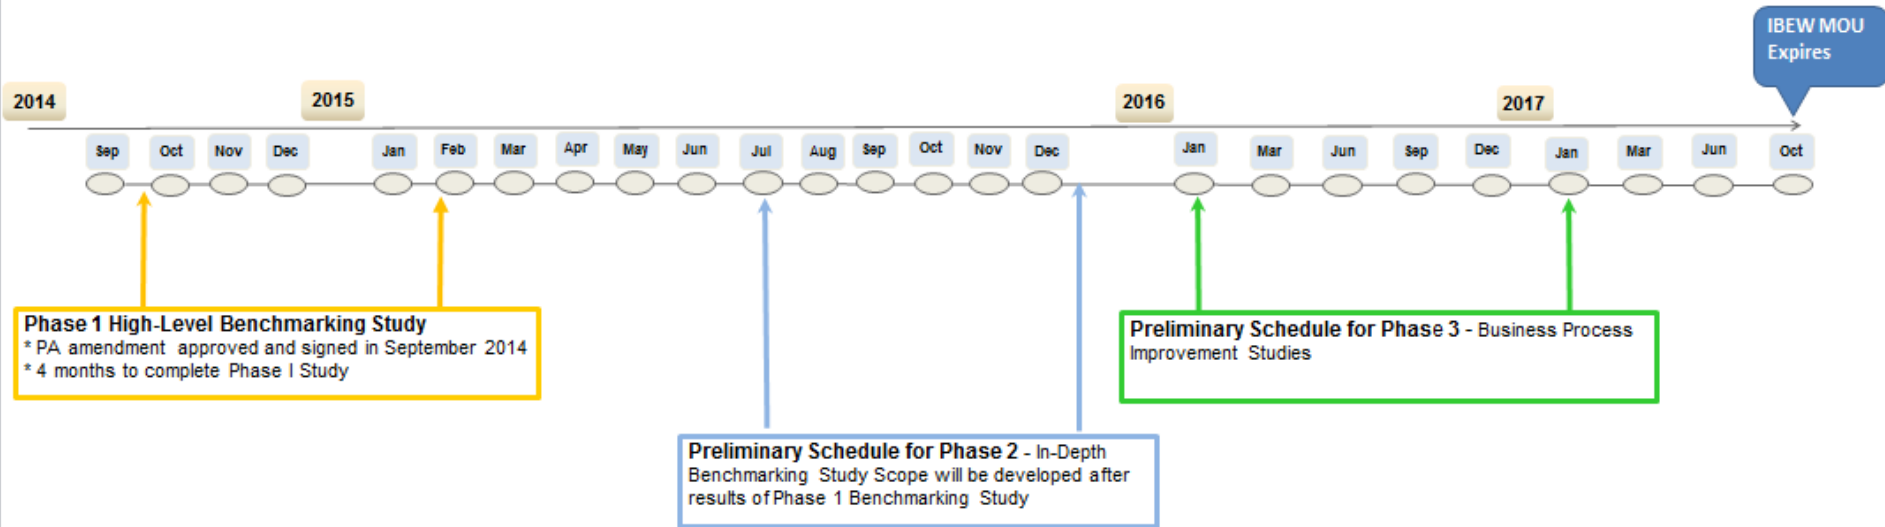 IBEW MOU
Expires
2014
2015
2016
2017
Sep
Oct
Nov
Dec
Jan
Feb
Mar
Apr
May
Jun
Jul
Aug
Sep
Oct
Nov
Dec
Jan
Mar
Jun
Sep
Dec
Jan
Mar
Jun
Oct
Phase 1 High-Level Benchmarking Study
* PA amendment approved and signed in September 2014
* 4 months to complete Phase I Study
Preliminary Schedule for Phase 3 - Business Process
Improvement Studies
Preliminary Schedule for Phase 2 - In-Depth
Benchmarking Study Scope will be developed after
results of Phase 1 Benchmarking Study